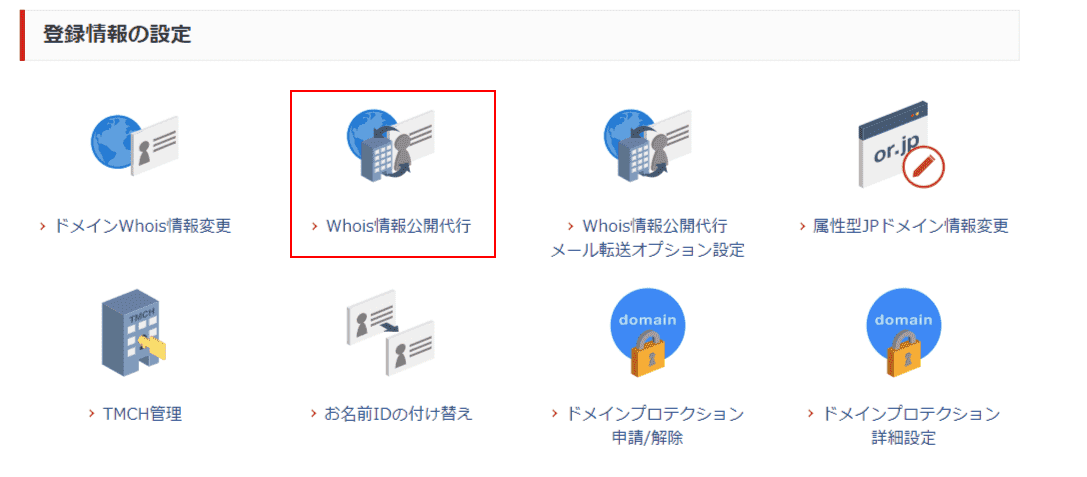 登録情報の設定
ドメインWhois情報変更
Whois情報公開代行
Whois情報公開代行
メール転送オプション設定
or.jp
属性型JPドメイン情報変更
TMCH
TMCH管理
お名前IDの付け替え
domain
ドメインプロテクション
申請/解除
domain
ドメインプロテクション
詳細設定